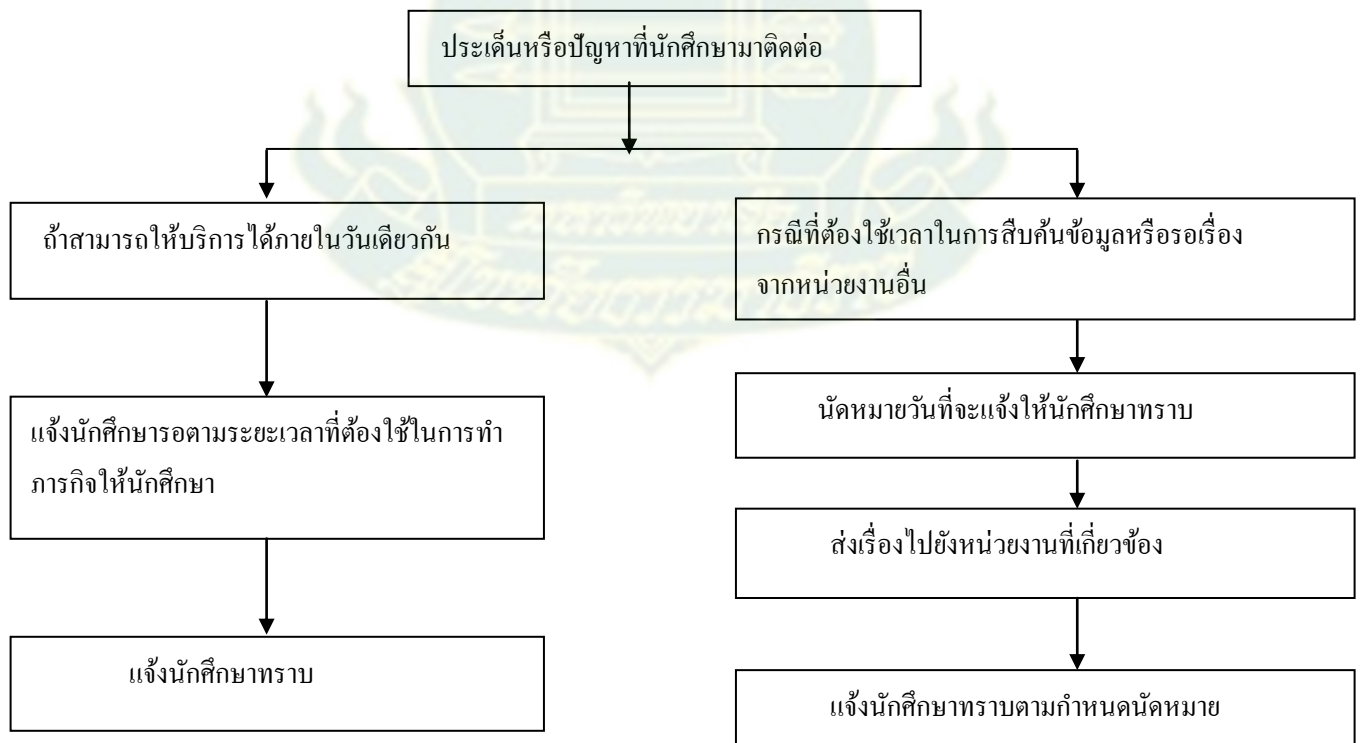 ประเด็นหรือปัญหาที่นักศึกษามาติดต่อ
ถ้าสามารถให้บริการได้ภายในวันเดียวกัน
แจ้งนักศึกษารอตามระยะเวลาที่ต้องใช้ในการทำ
ภารกิจให้นักศึกษา
แจ้งนักศึกษาทราบ
กรณีที่ต้องใช้เวลาในการสืบค้นข้อมูลหรือรอเรื่อง
จากหน่วยงานอื่น
นัดหมายวันที่จะแจ้งให้นักศึกษาทราบ
ส่งเรื่องไปยังหน่วยงานที่เกี่ยวข้อง
แจ้งนักศึกษาทราบตามกำหนดนัดหมาย